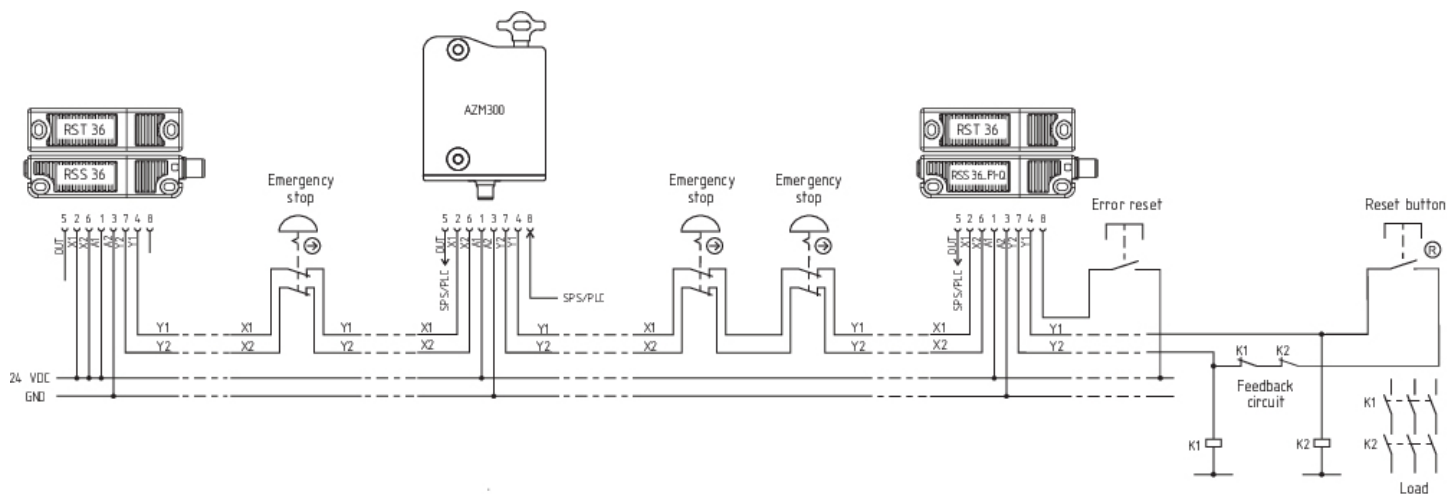 AZM300
RST 36
RSS 36
RST 36
RSS 36_PI-Q
Emergency
stop
Emergency
stop
Emergency
stop
Error reset
Reset button
R
5 2 6 1 3 7 4 8
OUT X1 X2 A1 A2 Y2 Y1
5 2 6 1 3 7 4 8
OUT X1 X2 A1 A2 Y2 Y1
SPS/PLC
SPS/PLC
5 2 6 1 3 7 4 8
OUT X1 X2 A1 A2 Y2 Y1
SPS/PLC
Y1 X1 Y1 X1 Y1 X1 Y1 X1 Y1
Y2 X2 Y2 X2 Y2 X2 Y2 X2 Y2
24 VDC
GND
K1 K2
Feedback
circuit
K1
K2
K1
K2
Load